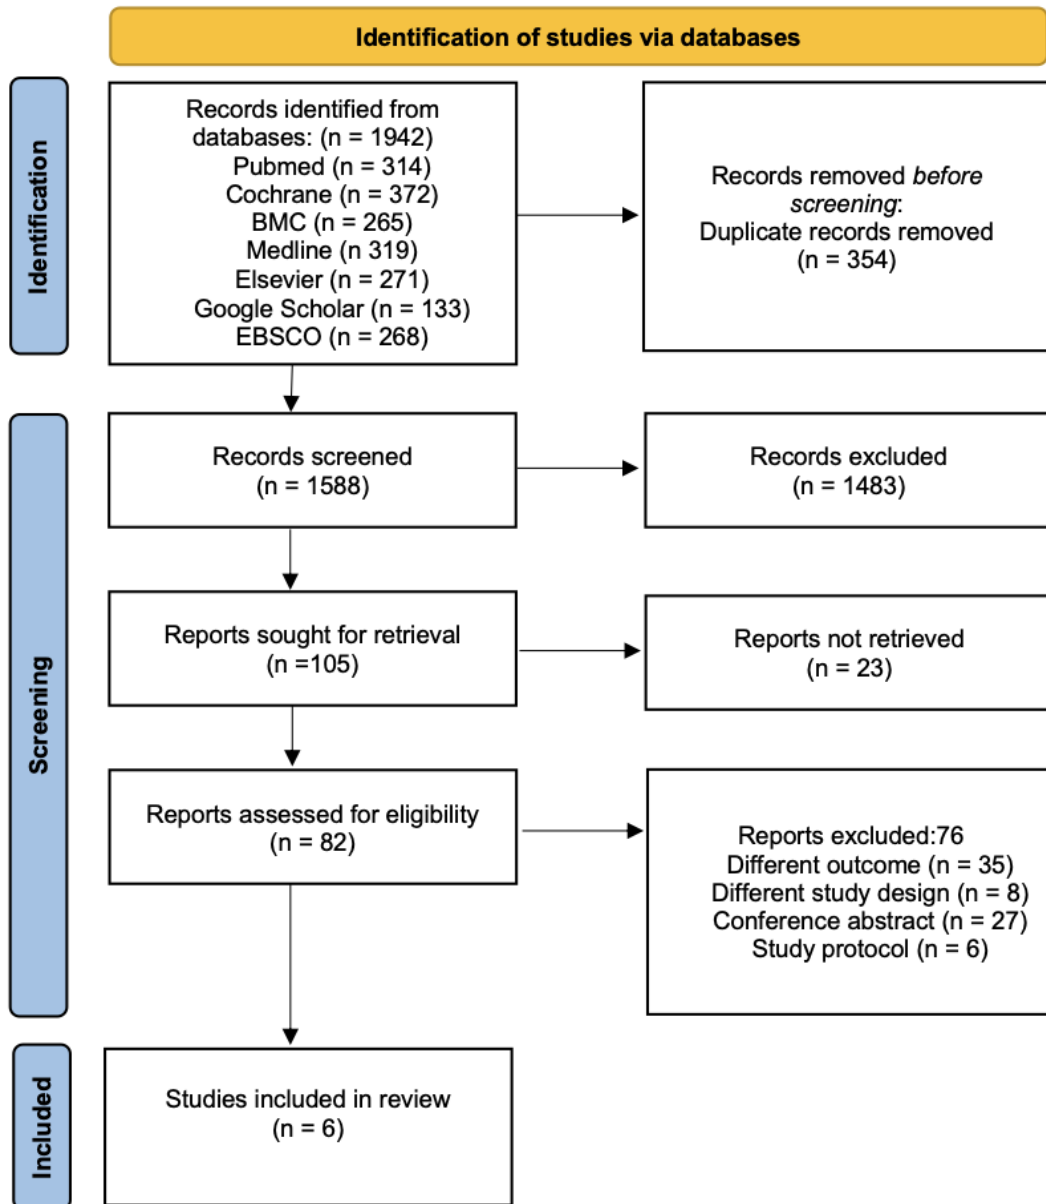 Identification of studies via databases
Identification
Records identified from
databases: (n = 1942)
Pubmed (n = 314)
Cochrane (n = 372)
BMC (n = 265)
Medline (n 319)
Elsevier (n = 271)
Google Scholar (n = 133)
EBSCO (n = 268)
Records removed before
screening:
Duplicate records removed
(n = 354)
Screening
Records screened
(n = 1588)
Records excluded
(n = 1483)
Reports sought for retrieval
(n =105)
Reports not retrieved
(n = 23)
Reports assessed for eligibility
(n = 82)
Reports excluded:76
Different outcome (n = 35)
Different study design (n = 8)
Conference abstract (n = 27)
Study protocol (n = 6)
Included
Studies included in review
(n = 6)